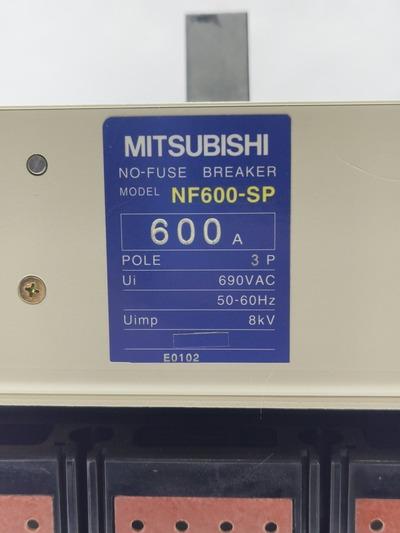 MITSUBISHI
NO-FUSE BREAKER
MODEL NF600-SP
600 A
POLE 3 P
Ui 690VAC
50-60Hz
Uimp 8kV
E0102